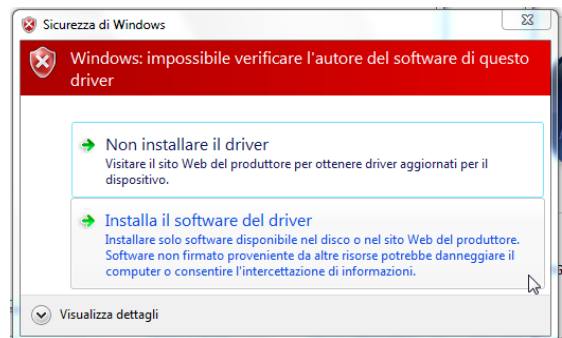 Sicurezza di Windows
Windows: impossibile verificare l'autore del software di questo
driver
Non installare il driver
Visitare il sito Web del produttore per ottenere driver aggiornati per il
dispositivo.
Installa il software del driver
Installare solo software disponibile nel disco o nel sito Web del produttore.
Software non firmato proveniente da altre risorse potrebbe danneggiare il
computer o consentire l'intercettazione di informazioni.
Visualizza dettagli